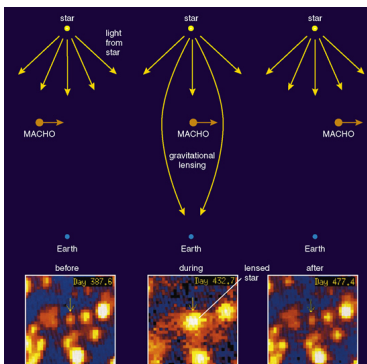 star
star
star
light
from
star
MACHO
MACHO
MACHO
gravitational
lensing
Earth
Earth
Earth
before
during
after
Day 387.6
Day 432.7
Day 477.4
lensed
star